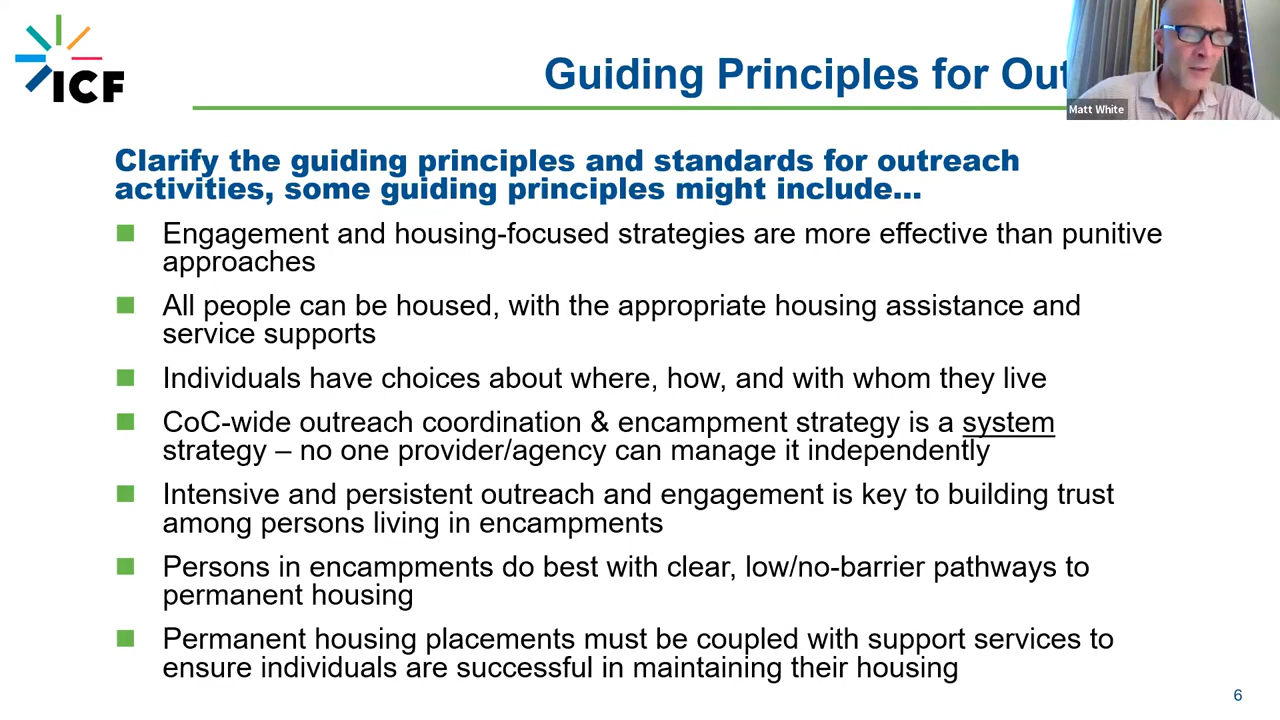 ICF
Guiding Principles for
Matt White
Clarify the guiding principles and standards for outreach
activities, some guiding principles might include...
Engagement and housing-focused strategies are more effective than punitive
approaches
All people can be housed, with the appropriate housing assistance and
service supports
Individuals have choices about where, how, and with whom they live
CoC-wide outreach coordination & encampment strategy is a system
strategy – no one provider/agency can manage it independently
Intensive and persistent outreach and engagement is key to building trust
among persons living in encampments
Persons in encampments do best with clear, low/no-barrier pathways to
permanent housing
Permanent housing placements must be coupled with support services to
ensure individuals are successful in maintaining their housing
6